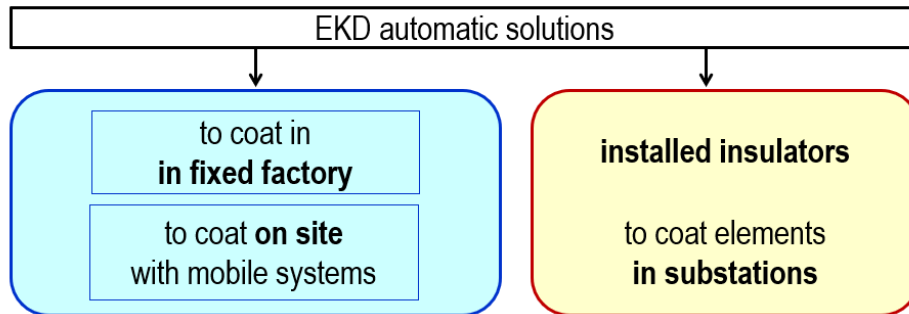 EKD automatic solutions
to coat in
in fixed factory
to coat on site
with mobile systems
installed insulators
to coat elements
in substations